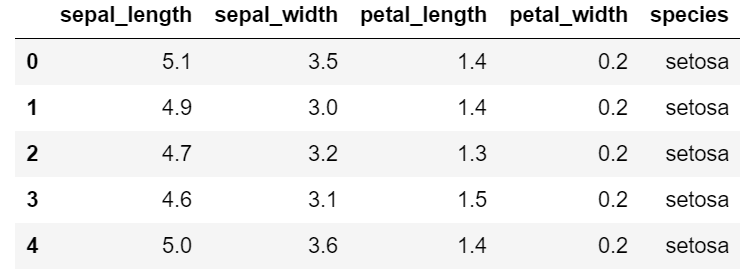 sepal_length sepal_width petal_length petal_width species
0 5.1 3.5 1.4 0.2 setosa
1 4.9 3.0 1.4 0.2 setosa
2 4.7 3.2 1.3 0.2 setosa
3 4.6 3.1 1.5 0.2 setosa
4 5.0 3.6 1.4 0.2 setosa